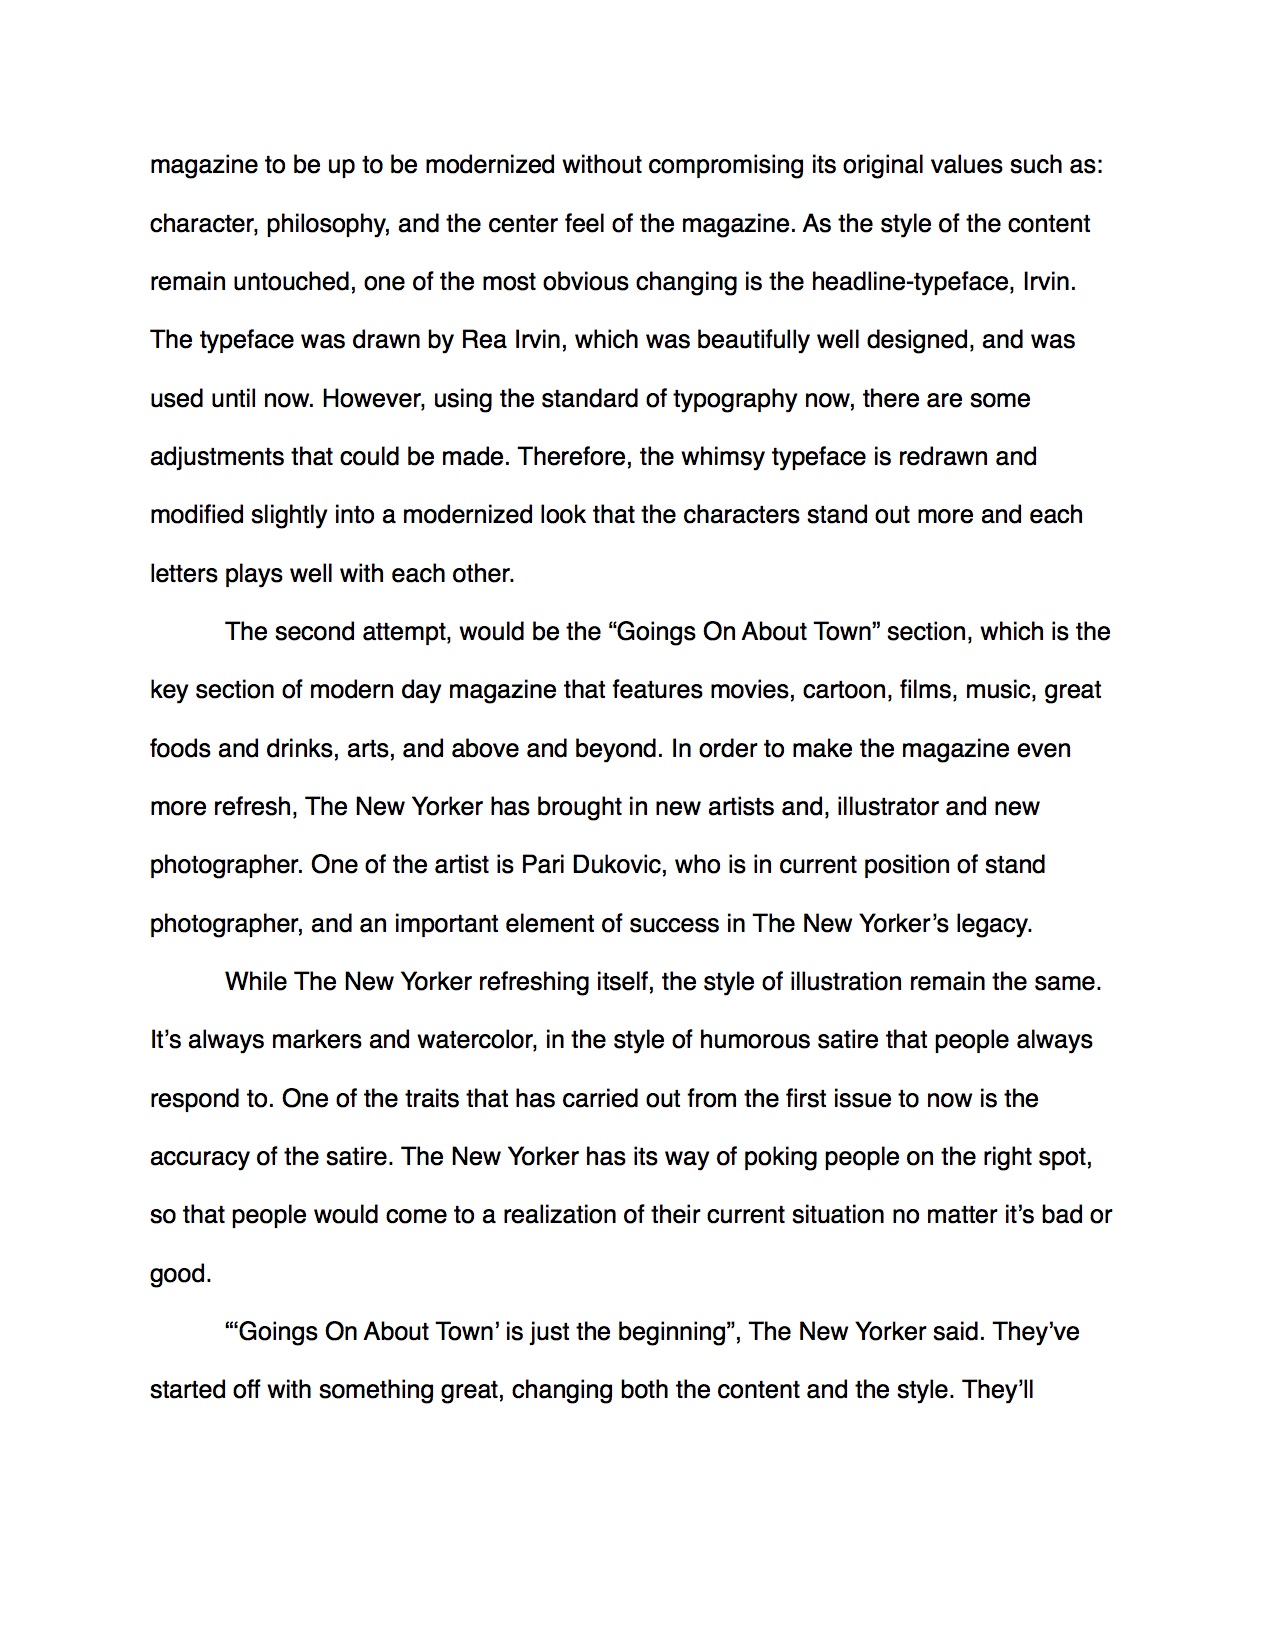 magazine to be up to be modernized without compromising its original values such as:
character, philosophy, and the center feel of the magazine. As the style of the content
remain untouched, one of the most obvious changing is the headline-typeface, Irvin.
The typeface was drawn by Rea Irvin, which was beautifully well designed, and was
used until now. However, using the standard of typography now, there are some
adjustments that could be made. Therefore, the whimsy typeface is redrawn and
modified slightly into a modernized look that the characters stand out more and each
letters plays well with each other.
The second attempt, would be the “Goings On About Town” section, which is the
key section of modern day magazine that features movies, cartoon, films, music, great
foods and drinks, arts, and above and beyond. In order to make the magazine even
more refresh, The New Yorker has brought in new artists and, illustrator and new
photographer. One of the artist is Pari Dukovic, who is in current position of stand
photographer, and an important element of success in The New Yorker’s legacy.
While The New Yorker refreshing itself, the style of illustration remain the same.
It’s always markers and watercolor, in the style of humorous satire that people always
respond to. One of the traits that has carried out from the first issue to now is the
accuracy of the satire. The New Yorker has its way of poking people on the right spot,
so that people would come to a realization of their current situation no matter it’s bad or
good.
“‘Goings On About Town’ is just the beginning”, The New Yorker said. They’ve
started off with something great, changing both the content and the style. They’ll